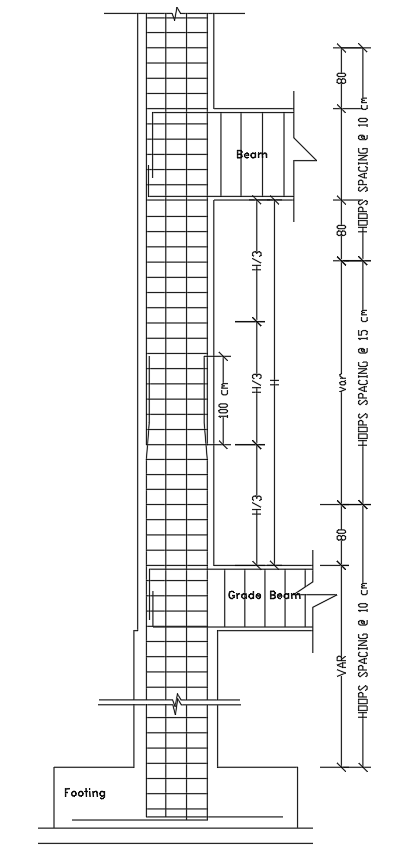 80
HOOPS SPACING @ 10 cm
Beam
80
H/3
HOOPS SPACING @ 15 cm
var
H/3
H
100 cm
H/3
80
Grade Beam
HOOPS SPACING @ 10 cm
VAR
Footing